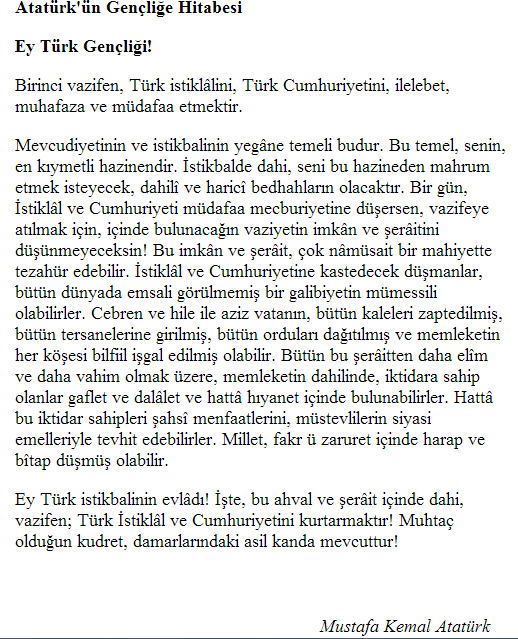 Atatürk'ün Gençliğe Hitabesi
Ey Türk Gençliği!
Birinci vazifen, Türk istiklâlini, Türk Cumhuriyetini, ilelebet,
muhafaza ve müdafaa etmektir.
Mevcudiyetinin ve istikbalinin yegâne temeli budur. Bu temel, senin,
en kıymetli hazinendir. İstikbalde dahi, seni bu hazineden mahrum
etmek isteyecek, dahilî ve haricî bedhahların olacaktır. Bir gün,
İstiklâl ve Cumhuriyeti müdafaa mecburiyetine düşersen, vazifeye
atılmak için, içinde bulunacağın vaziyetin imkân ve şerâitini
düşünmeyeceksin! Bu imkân ve şerâit, çok nâmüsait bir mahiyette
tezahür edebilir. İstiklâl ve Cumhuriyetine kastedecek düşmanlar,
bütün dünyada emsali görülmemiş bir galibiyetin mümessili
olabilirler. Cebren ve hile ile aziz vatanın, bütün kaleleri zaptedilmiş,
bütün tersanelerine girilmiş, bütün orduları dağıtılmış ve memleketin
her köşesi bilfiil işgal edilmiş olabilir. Bütün bu şerâitten daha elîm
ve daha vahim olmak üzere, memleketin dahilinde, iktidara sahip
olanlar gaflet ve dalâlet ve hattâ hıyanet içinde bulunabilirler. Hattâ
bu iktidar sahipleri şahsî menfaatlerini, müstevlilerin siyasi
emelleriyle tevhit edebilirler. Millet, fakr ü zaruret içinde harap ve
bîtap düşmüş olabilir.
Ey Türk istikbalinin evlâdı! İşte, bu ahval ve şerâit içinde dahi,
vazifen; Türk İstiklâl ve Cumhuriyetini kurtarmaktır! Muhtaç
olduğun kudret, damarlarındaki asil kanda mevcuttur!
Mustafa Kemal Atatürk